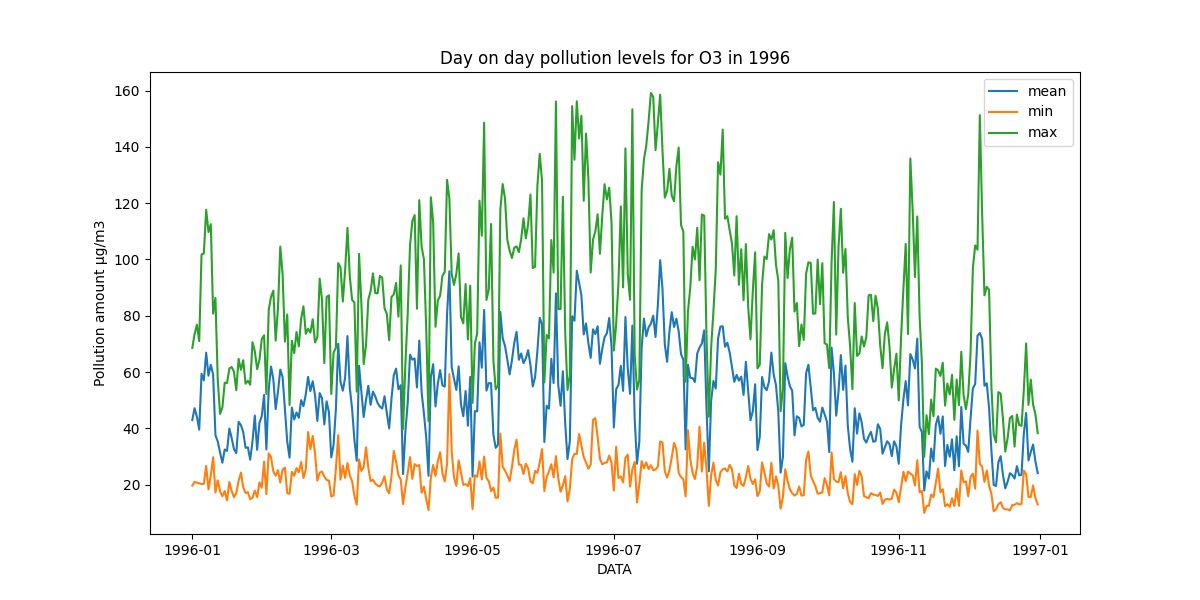 Day on day pollution levels for O3 in 1996
mean
min
max
Pollution amount µg/m3
160
140
120
100
80
60
40
20
1996-01
1996-03
1996-05
1996-07
1996-09
1996-11
1997-01
DATA